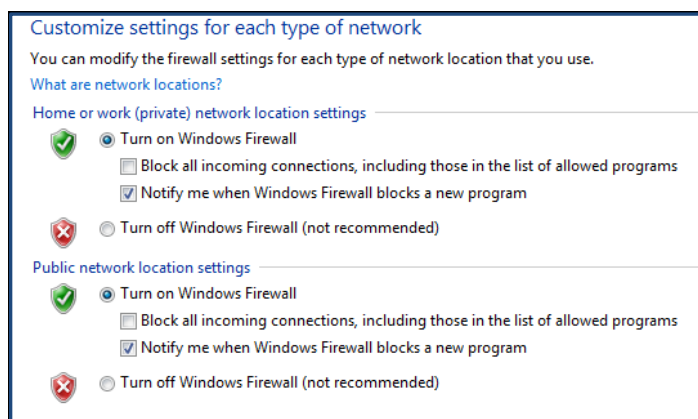 Customize settings for each type of network
You can modify the firewall settings for each type of network location that you use.
What are network locations?
Home or work (private) network location settings
Turn on Windows Firewall
Block all incoming connections, including those in the list of allowed programs
Notify me when Windows Firewall blocks a new program
Turn off Windows Firewall (not recommended)
Public network location settings
Turn on Windows Firewall
Block all incoming connections, including those in the list of allowed programs
Notify me when Windows Firewall blocks a new program
Turn off Windows Firewall (not recommended)